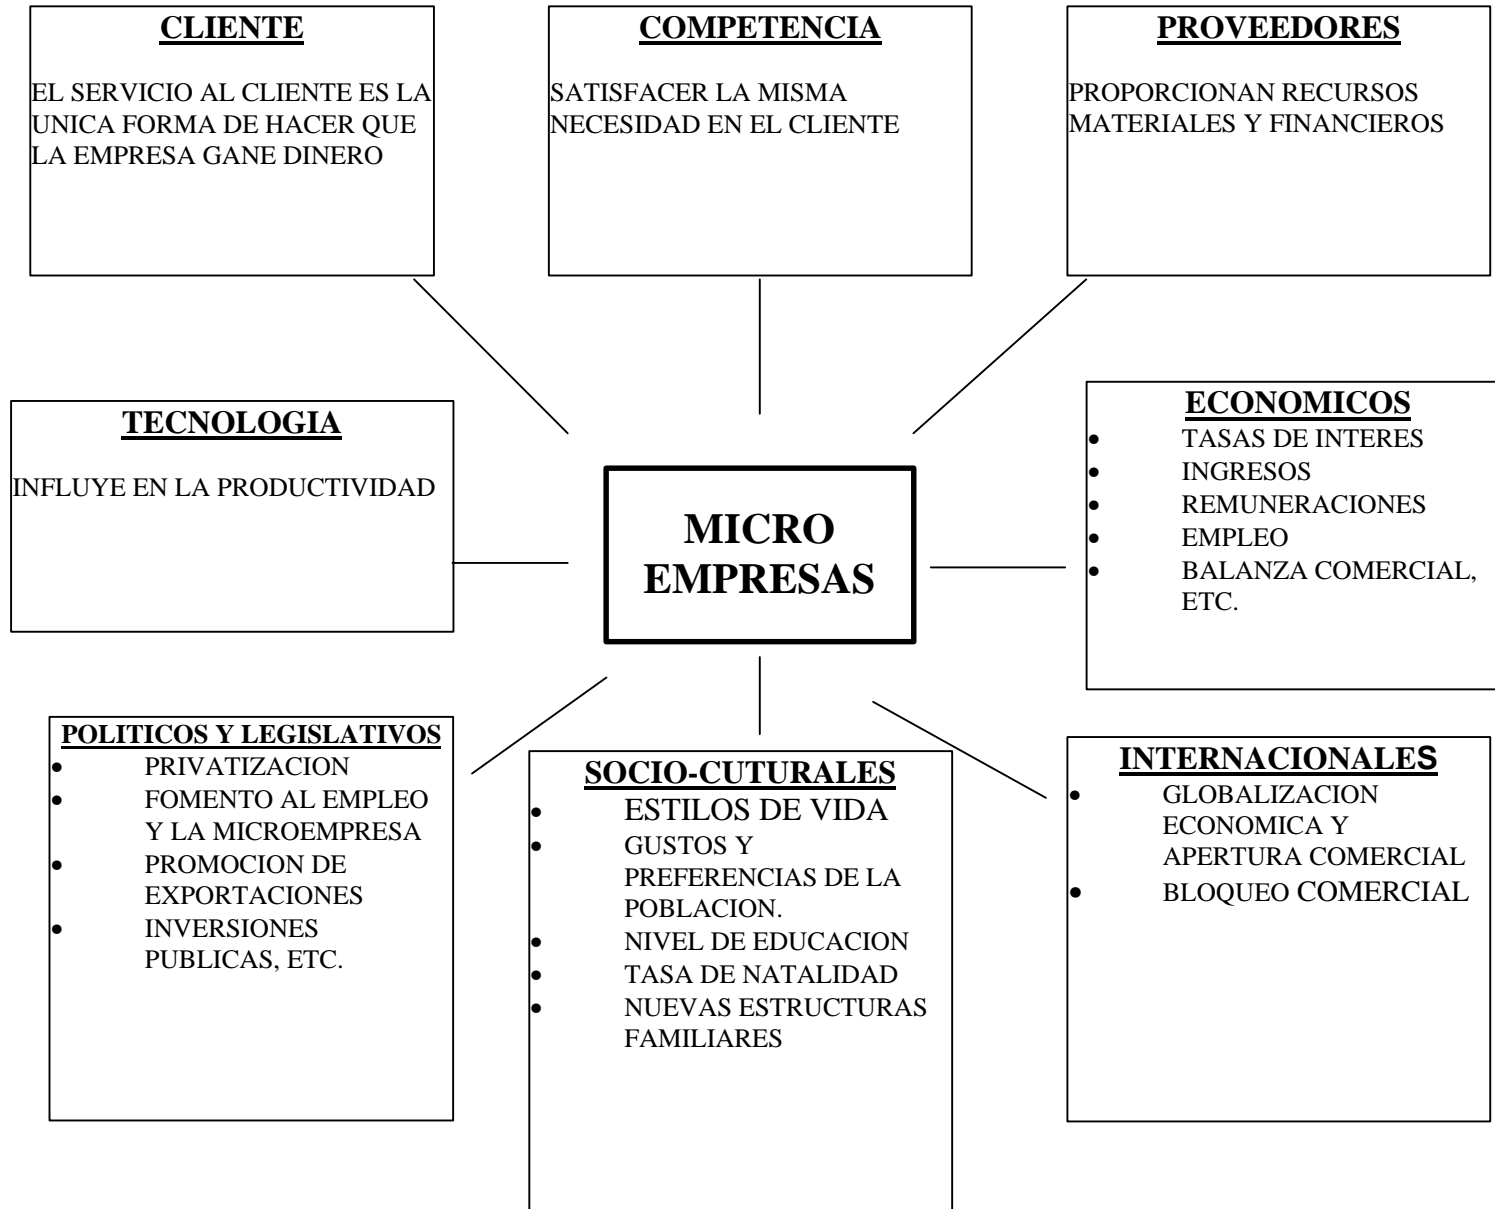 CLIENTE
EL SERVICIO AL CLIENTE ES LA
UNICA FORMA DE HACER QUE
LA EMPRESA GANE DINERO
COMPETENCIA
SATISFACER LA MISMA
NECESIDAD EN EL CLIENTE
PROVEEDORES
PROPORCIONAN RECURSOS
MATERIALES Y FINANCIEROS
TECNOLOGIA
INFLUYE EN LA PRODUCTIVIDAD
MICRO
EMPRESAS
ECONOMICOS
• TASAS DE INTERES
• INGRESOS
• REMUNERACIONES
• EMPLEO
• BALANZA COMERCIAL,
ETC.
POLITICOS Y LEGISLATIVOS
• PRIVATIZACION
• FOMENTO AL EMPLEO
Y LA MICROEMPRESA
• PROMOCION DE
EXPORTACIONES
• INVERSIONES
PUBLICAS, ETC.
SOCIO-CUTURALES
• ESTILOS DE VIDA
• GUSTOS Y
PREFERENCIAS DE LA
POBLACION.
• NIVEL DE EDUCACION
• TASA DE NATALIDAD
• NUEVAS ESTRUCTURAS
FAMILIARES
INTERNACIONALES
• GLOBALIZACION
ECONOMICA Y
APERTURA COMERCIAL
• BLOQUEO COMERCIAL